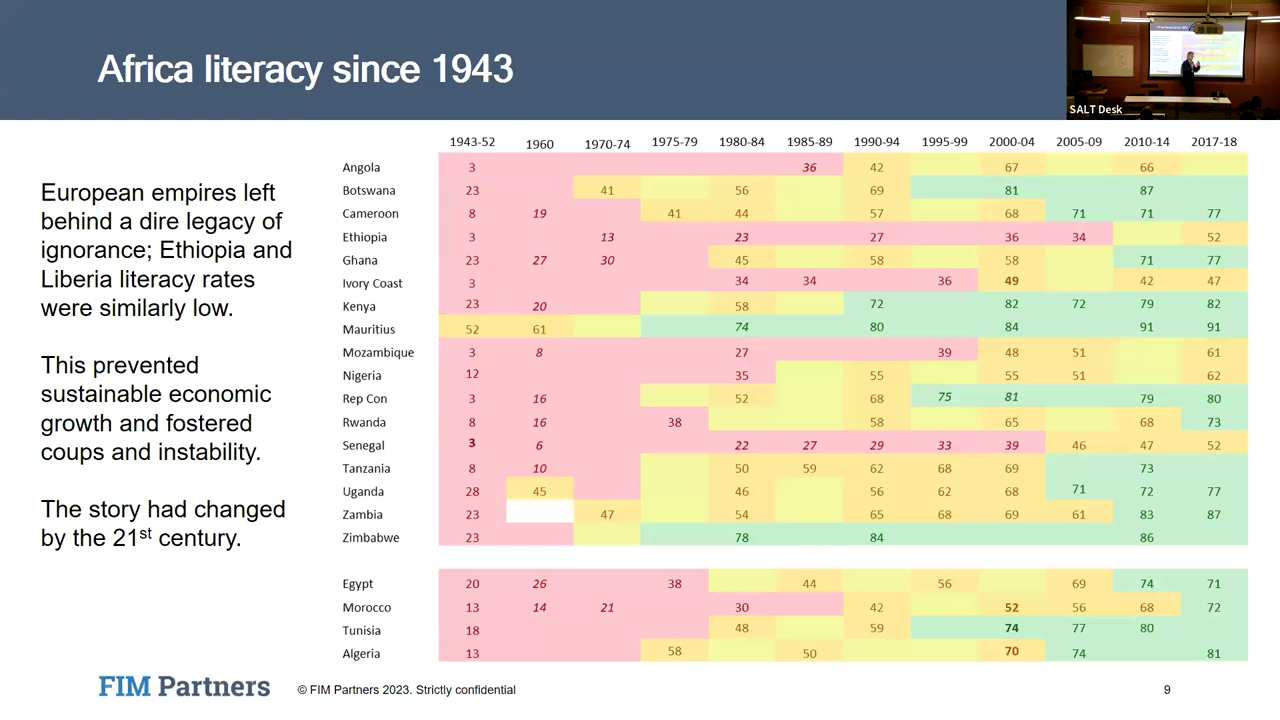 Africa literacy since 1943
SALT Desk
European empires left
behind a dire legacy of
ignorance; Ethiopia and
Liberia literacy rates
were similarly low.
This prevented
sustainable economic
growth and fostered
coups and instability.
The story had changed
by the 21st century.
1943-52 1960 1970-74 1975-79 1980-84 1985-89 1990-94 1995-99 2000-04 2005-09 2010-14 2017-18
Angola 3 36 42 67 66
Botswana 23 41 56 69 81 87
Cameroon 8 19 41 44 57 68 71 71 77
Ethiopia 3 13 23 27 36 34 52
Ghana 23 27 30 45 58 58 71 77
Ivory Coast 3 34 34 36 49 42 47
Kenya 23 20 58 72 82 72 79 82
Mauritius 52 61 74 80 84 91 91
Mozambique 3 8 27 39 48 51 61
Nigeria 12 35 55 55 51 62
Rep Con 3 16 52 68 75 81 79 80
Rwanda 8 16 38 58 65 68 73
Senegal 3 6 22 27 29 33 39 46 47 52
Tanzania 8 10 50 59 62 68 69 73
Uganda 28 45 46 56 62 68 71 72 77
Zambia 23 47 54 65 68 69 61 83 87
Zimbabwe 23 78 84 86
Egypt 20 26 38 44 56 69 74 71
Morocco 13 14 21 30 42 52 56 68 72
Tunisia 18 48 59 74 77 80
Algeria 13 58 50 70 74 81
FIM Partners
© FIM Partners 2023. Strictly confidential
9